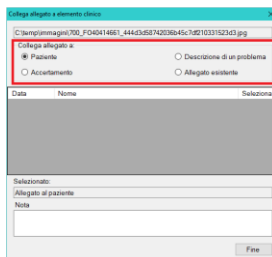 Collega allegato a elemento clinico
C:\temp\immagini\700_FO40414661_444d3d58742036b45c7df210331523d3.jpg
Collega allegato a:
Paziente
Descrizione di un problema
Accertamento
Allegato esistente
Data Nome Seleziona
Selezionato:
Allegato al paziente
Nota
Fine